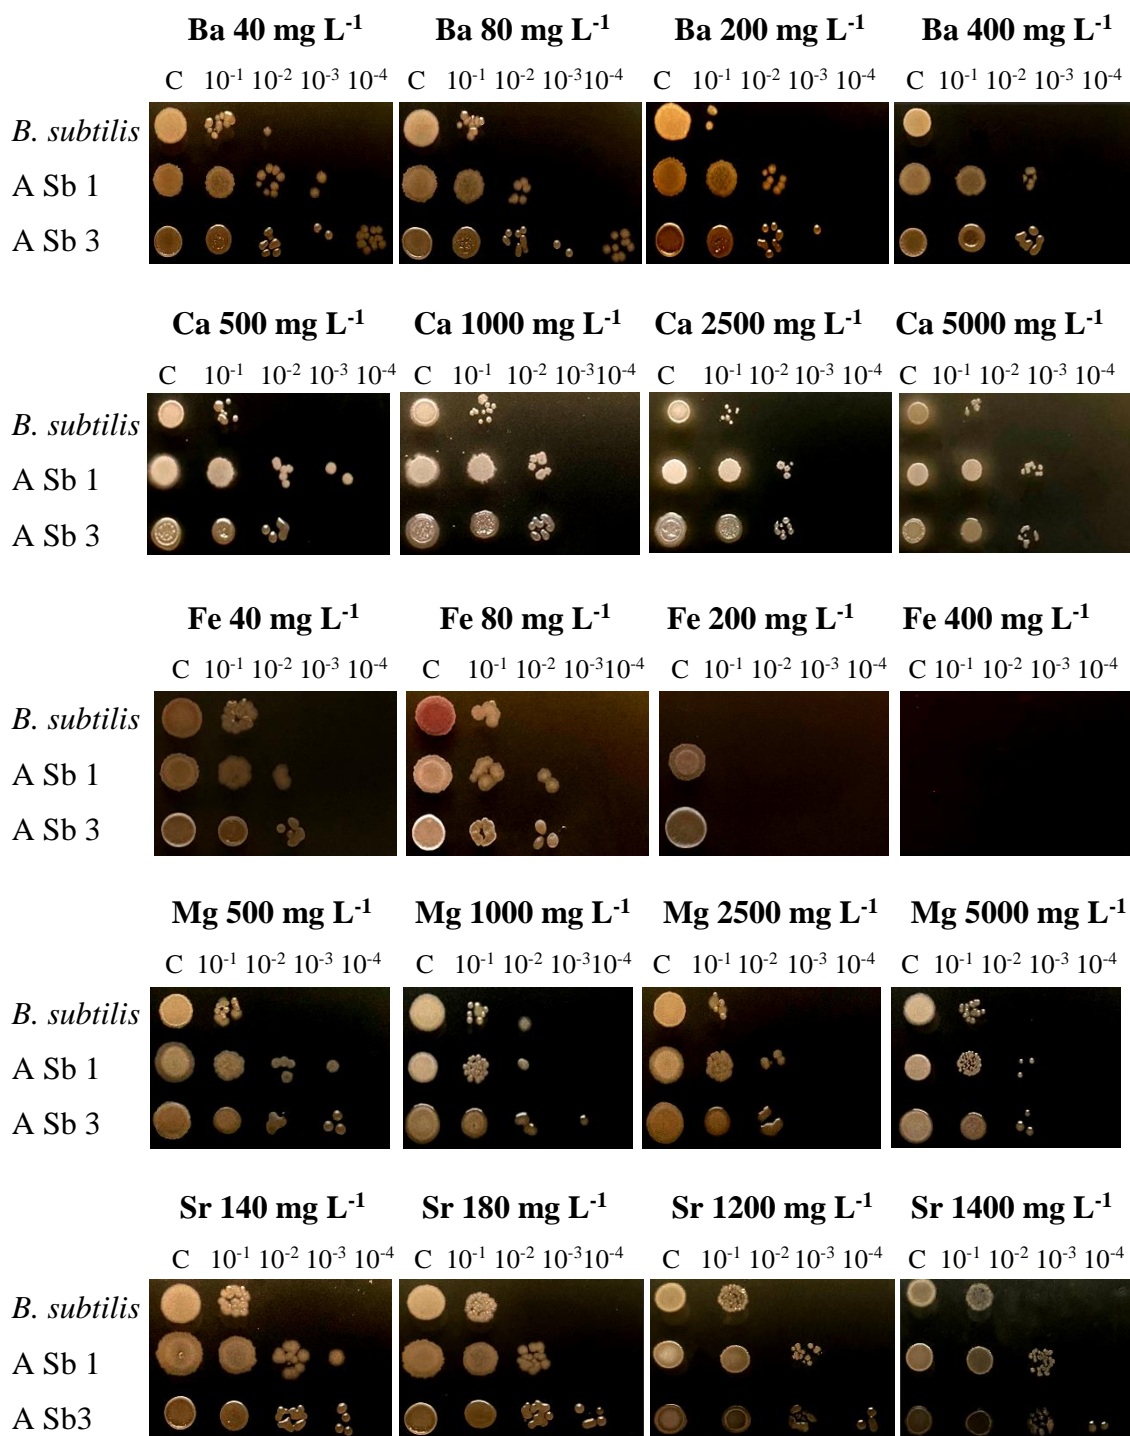 Ba 40 mg L⁻¹ Ba 80 mg L⁻¹ Ba 200 mg L⁻¹ Ba 400 mg L⁻¹
C 10⁻¹ 10⁻² 10⁻³ 10⁻⁴ C 10⁻¹ 10⁻² 10⁻³ 10⁻⁴ C 10⁻¹ 10⁻² 10⁻³ 10⁻⁴ C 10⁻¹ 10⁻² 10⁻³ 10⁻⁴
B. subtilis
A Sb 1
A Sb 3
Ca 500 mg L⁻¹ Ca 1000 mg L⁻¹ Ca 2500 mg L⁻¹ Ca 5000 mg L⁻¹
C 10⁻¹ 10⁻² 10⁻³ 10⁻⁴ C 10⁻¹ 10⁻² 10⁻³ 10⁻⁴ C 10⁻¹ 10⁻² 10⁻³ 10⁻⁴ C 10⁻¹ 10⁻² 10⁻³ 10⁻⁴
B. subtilis
A Sb 1
A Sb 3
Fe 40 mg L⁻¹ Fe 80 mg L⁻¹ Fe 200 mg L⁻¹ Fe 400 mg L⁻¹
C 10⁻¹ 10⁻² 10⁻³ 10⁻⁴ C 10⁻¹ 10⁻² 10⁻³ 10⁻⁴ C 10⁻¹ 10⁻² 10⁻³ 10⁻⁴ C 10⁻¹ 10⁻² 10⁻³ 10⁻⁴
B. subtilis
A Sb 1
A Sb 3
Mg 500 mg L⁻¹ Mg 1000 mg L⁻¹ Mg 2500 mg L⁻¹ Mg 5000 mg L⁻¹
C 10⁻¹ 10⁻² 10⁻³ 10⁻⁴ C 10⁻¹ 10⁻² 10⁻³ 10⁻⁴ C 10⁻¹ 10⁻² 10⁻³ 10⁻⁴ C 10⁻¹ 10⁻² 10⁻³ 10⁻⁴
B. subtilis
A Sb 1
A Sb 3
Sr 140 mg L⁻¹ Sr 180 mg L⁻¹ Sr 1200 mg L⁻¹ Sr 1400 mg L⁻¹
C 10⁻¹ 10⁻² 10⁻³ 10⁻⁴ C 10⁻¹ 10⁻² 10⁻³ 10⁻⁴ C 10⁻¹ 10⁻² 10⁻³ 10⁻⁴ C 10⁻¹ 10⁻² 10⁻³ 10⁻⁴
B. subtilis
A Sb 1
A Sb3